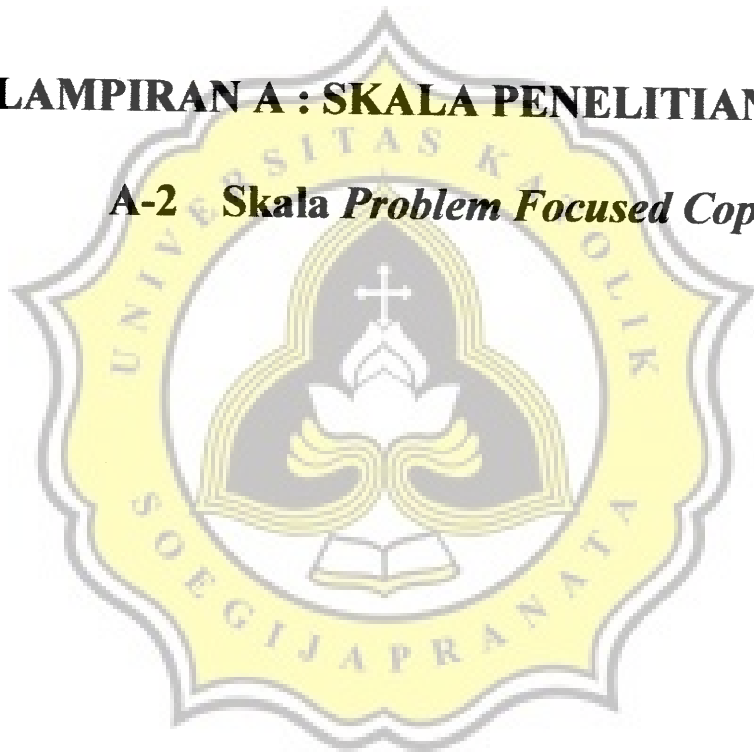 LAMPIRAN A : SKALA PENELITIAN
A-2 Skala Problem Focused Cop
UNIVERSITAS KATOLIK
SOEGIJAPRANATA